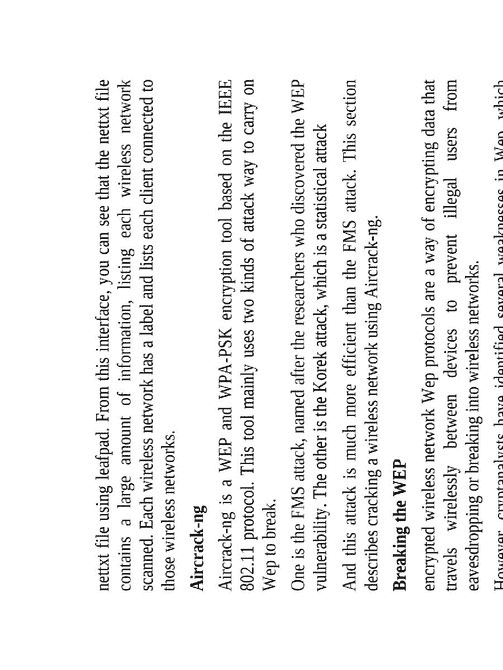 nettxt file using leafpad. From this interface, you can see that the nettxt file
contains a large amount of information, listing each wireless network
scanned. Each wireless network has a label and lists each client connected to
those wireless networks.
Aircrack-ng
Aircrack-ng is a WEP and WPA-PSK encryption tool based on the IEEE
802.11 protocol. This tool mainly uses two kinds of attack way to carry on
Wep to break.
One is the FMS attack, named after the researchers who discovered the WEP
vulnerability. The other is the Korek attack, which is a statistical attack
And this attack is much more efficient than the FMS attack. This section
describes cracking a wireless network using Aircrack-ng.
Breaking the WEP
encrypted wireless network Wep protocols are a way of encrypting data that
travels wirelessly between devices to prevent illegal users from
eavesdropping or breaking into wireless networks.
However, cryptanalysts have identified several weaknesses in Wep, which